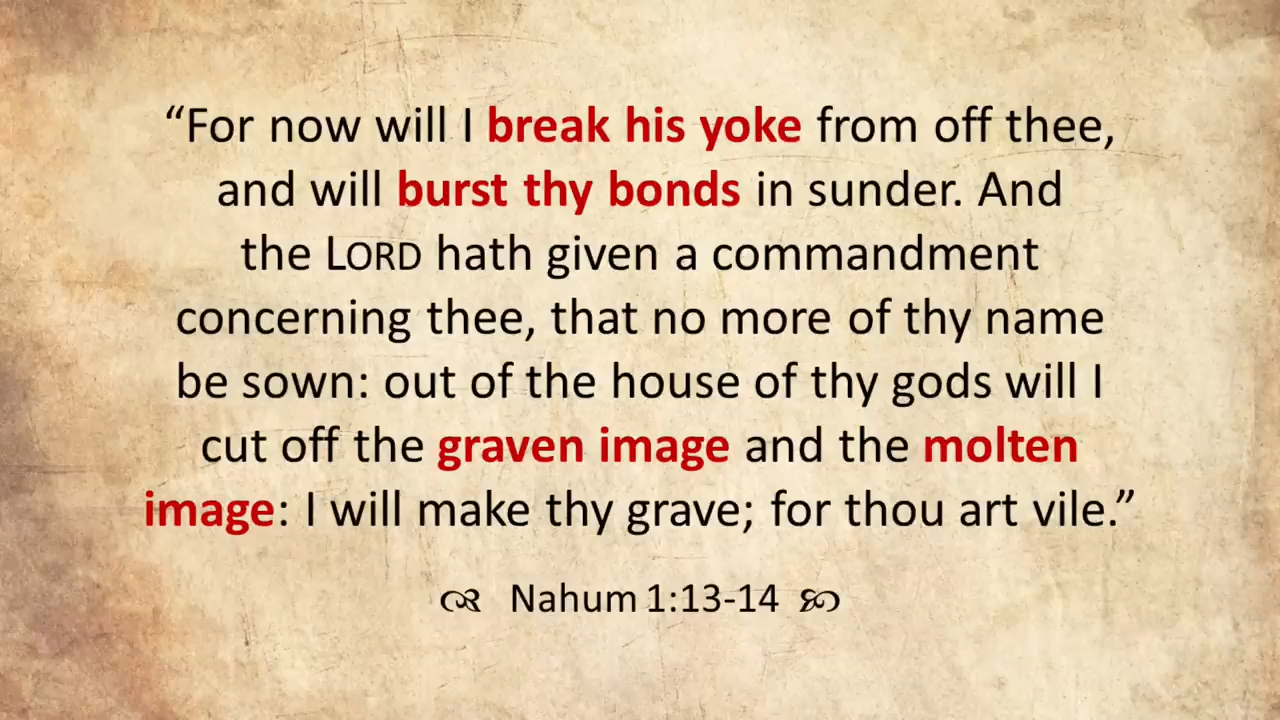 “For now will I break his yoke from off thee,
and will burst thy bonds in sunder. And
the LORD hath given a commandment
concerning thee, that no more of thy name
be sown: out of the house of thy gods will I
cut off the graven image and the molten
image: I will make thy grave; for thou art vile.”
Nahum 1:13-14